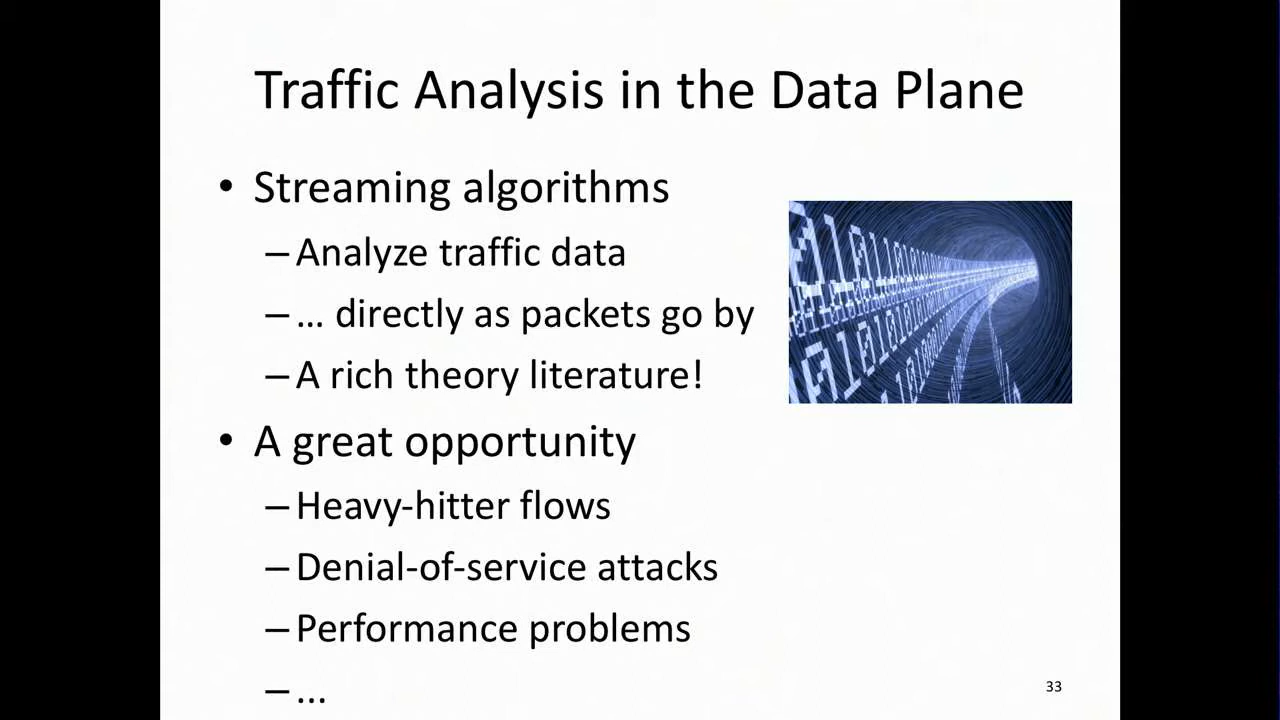 Traffic Analysis in the Data Plane
• Streaming algorithms
– Analyze traffic data
– … directly as packets go by
– A rich theory literature!
• A great opportunity
– Heavy-hitter flows
– Denial-of-service attacks
– Performance problems
– ...
33